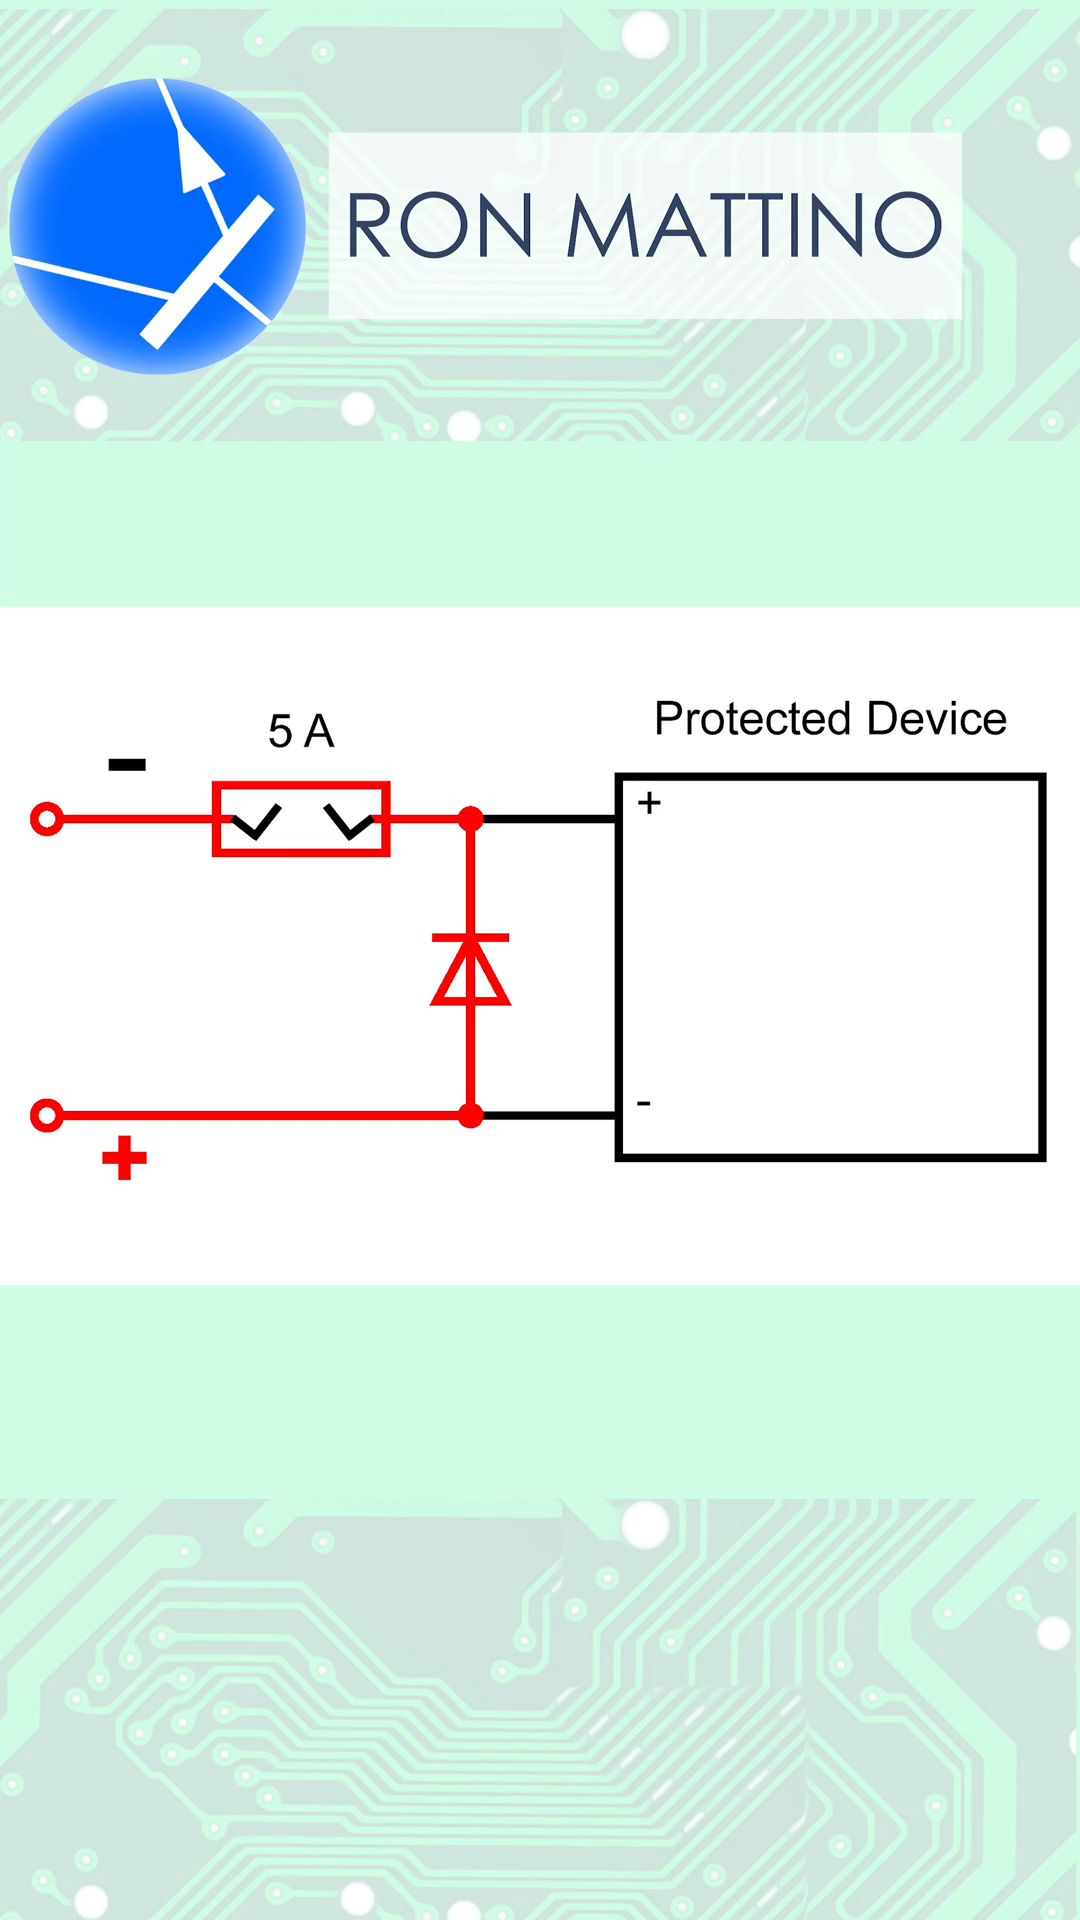 RON MATTINO
5 A
Protected Device
-
+
-
+